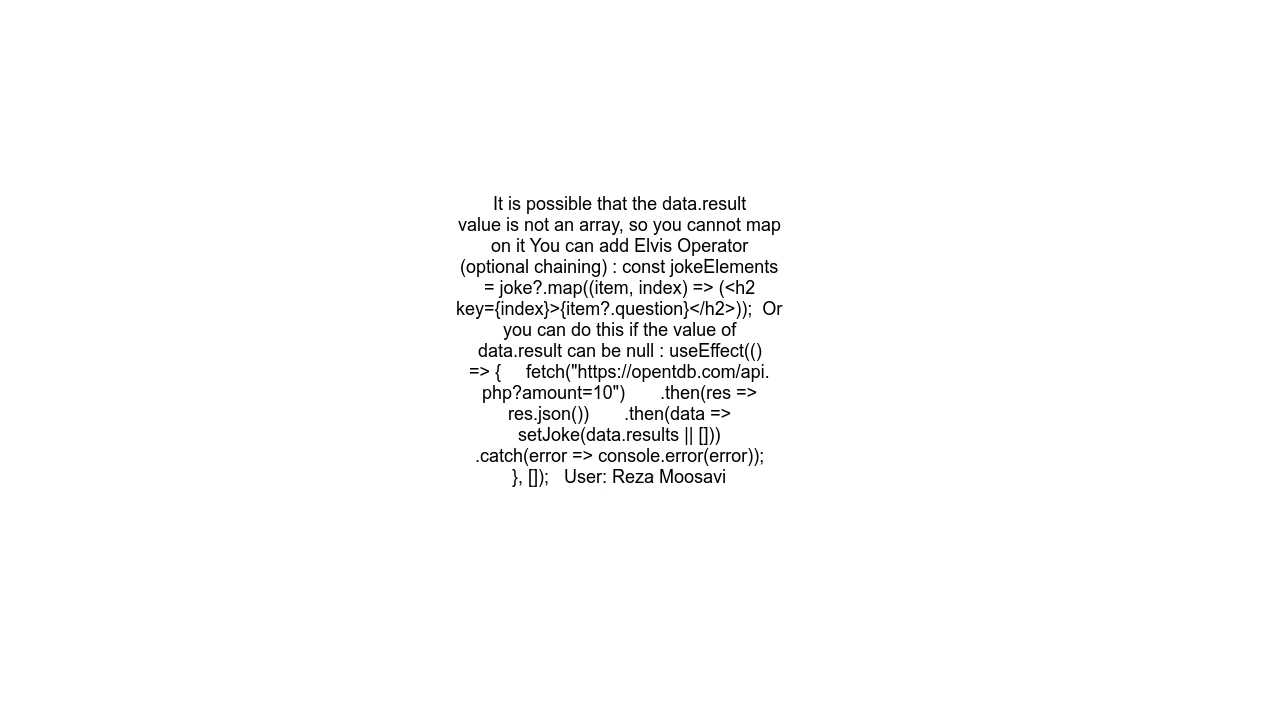 It is possible that the data.result
value is not an array, so you cannot map
on it You can add Elvis Operator
(optional chaining) : const jokeElements
= joke?.map((item, index) => (<h2
key={index}>{item?.question}</h2>));  Or
you can do this if the value of
data.result can be null : useEffect(()
=> {     fetch("https://opentdb.com/api.
php?amount=10")       .then(res =>
res.json())       .then(data =>
setJoke(data.results || []))
.catch(error => console.error(error));
}, []);   User: Reza Moosavi